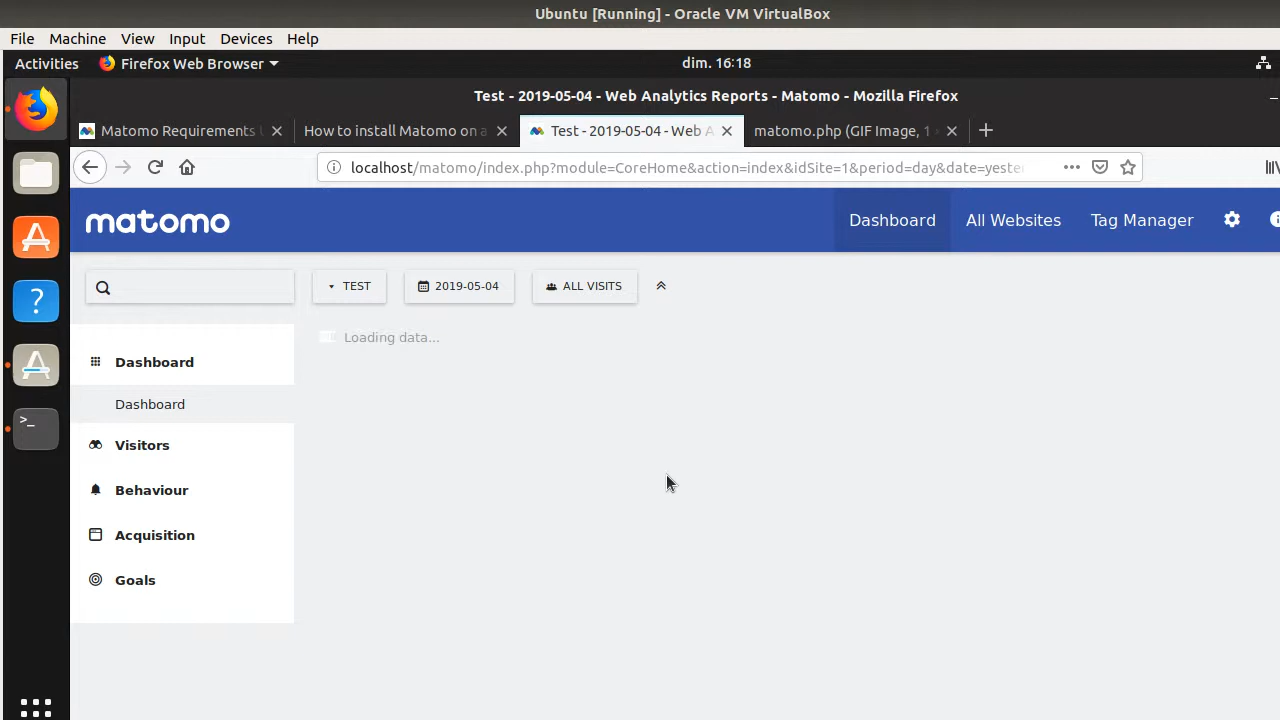 Ubuntu [Running] - Oracle VM VirtualBox
File Machine View Input Devices Help
Activities Firefox Web Browser dim. 16:18
Test - 2019-05-04 - Web Analytics Reports - Matomo - Mozilla Firefox
Matomo Requirements How to install Matomo on a Test - 2019-05-04 - Web A matomo.php (GIF Image, 1
localhost/matomo/index.php?module=CoreHome&action=index&idSite=1&period=day&date=yeste
matomo Dashboard All Websites Tag Manager
TEST 2019-05-04 ALL VISITS
Loading data...
Dashboard
Dashboard
Visitors
Behaviour
Acquisition
Goals